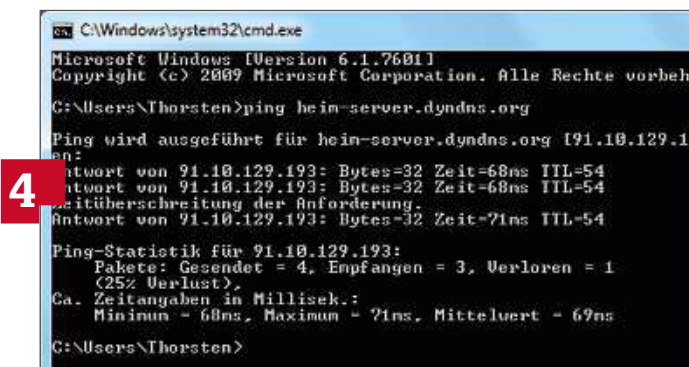 C:\Windows\system32\cmd.exe
Microsoft Windows [Version 6.1.7601]
Copyright (c) 2009 Microsoft Corporation. Alle Rechte vorbeh
C:\Users\Thorsten>ping heim-server.dyndns.org
Ping wird ausgeführt für heim-server.dyndns.org [91.10.129.1
en:
Antwort von 91.10.129.193: Bytes=32 Zeit=68ms TTL=54
ntwort von 91.10.129.193: Bytes=32 Zeit=68ms TTL=54
4
eitüberschreitung der Anforderung.
Antwort von 91.10.129.193: Bytes=32 Zeit=71ms TTL=54
Ping-Statistik für 91.10.129.193:
Pakete: Gesendet = 4, Empfangen = 3, Verloren = 1
(25% Verlust),
Ca. Zeitangaben in Millisek.:
Minimum = 68ms, Maximum = 71ms, Mittelwert = 69ms
C:\Users\Thorsten>